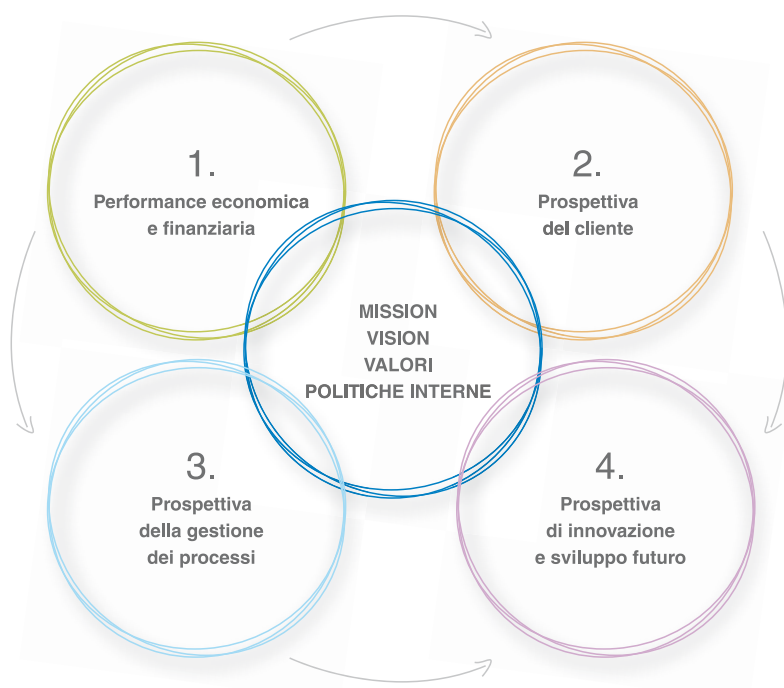 1.
Performance economica
e finanziaria
2.
Prospettiva
del cliente
MISSION
VISION
VALORI
POLITICHE INTERNE
3.
Prospettiva
della gestione
dei processi
4.
Prospettiva
di innovazione
e sviluppo futuro